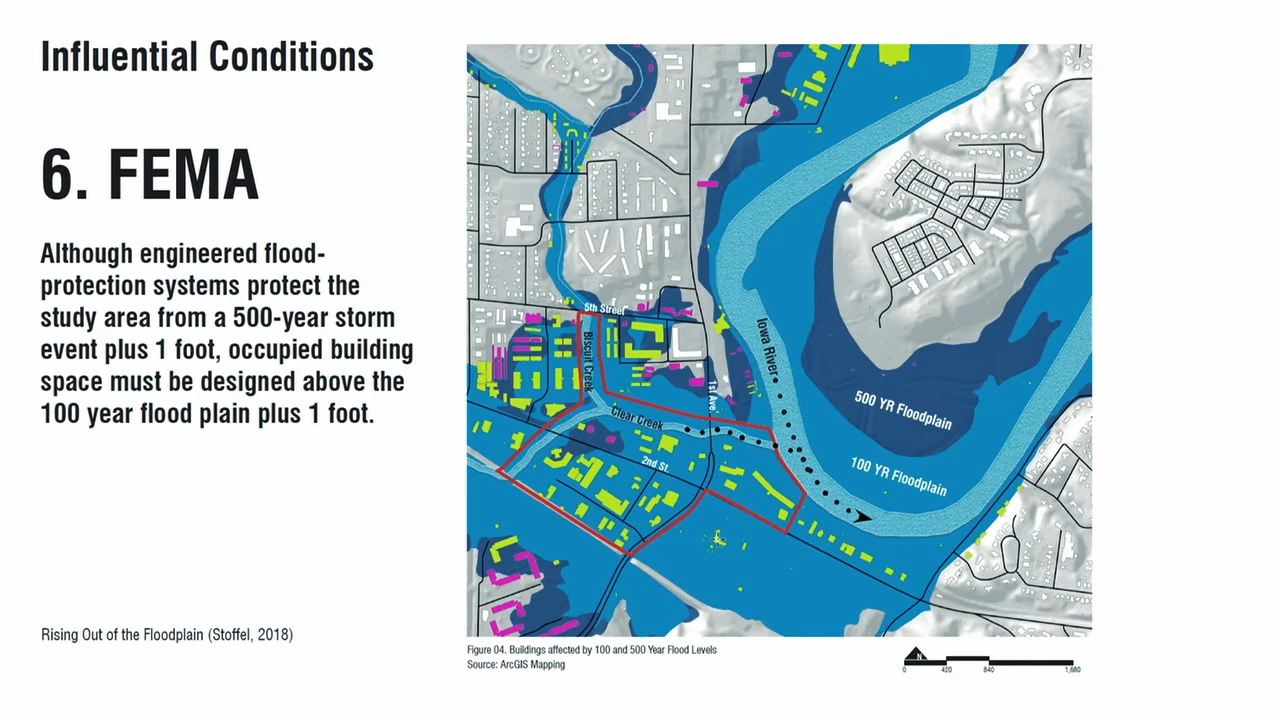 Influential Conditions
6. FEMA
Although engineered flood-
protection systems protect the
study area from a 500-year storm
event plus 1 foot, occupied building
space must be designed above the
100 year flood plain plus 1 foot.
Rising Out of the Floodplain (Stoffel, 2018)
5th Street
Biscuit Creek
Iowa River
1st Ave.
Clear Creek
2nd St.
500 YR Floodplain
100 YR Floodplain
Figure 04. Buildings affected by 100 and 500 Year Flood Levels
Source: ArcGIS Mapping
N
0 420 840 1,680